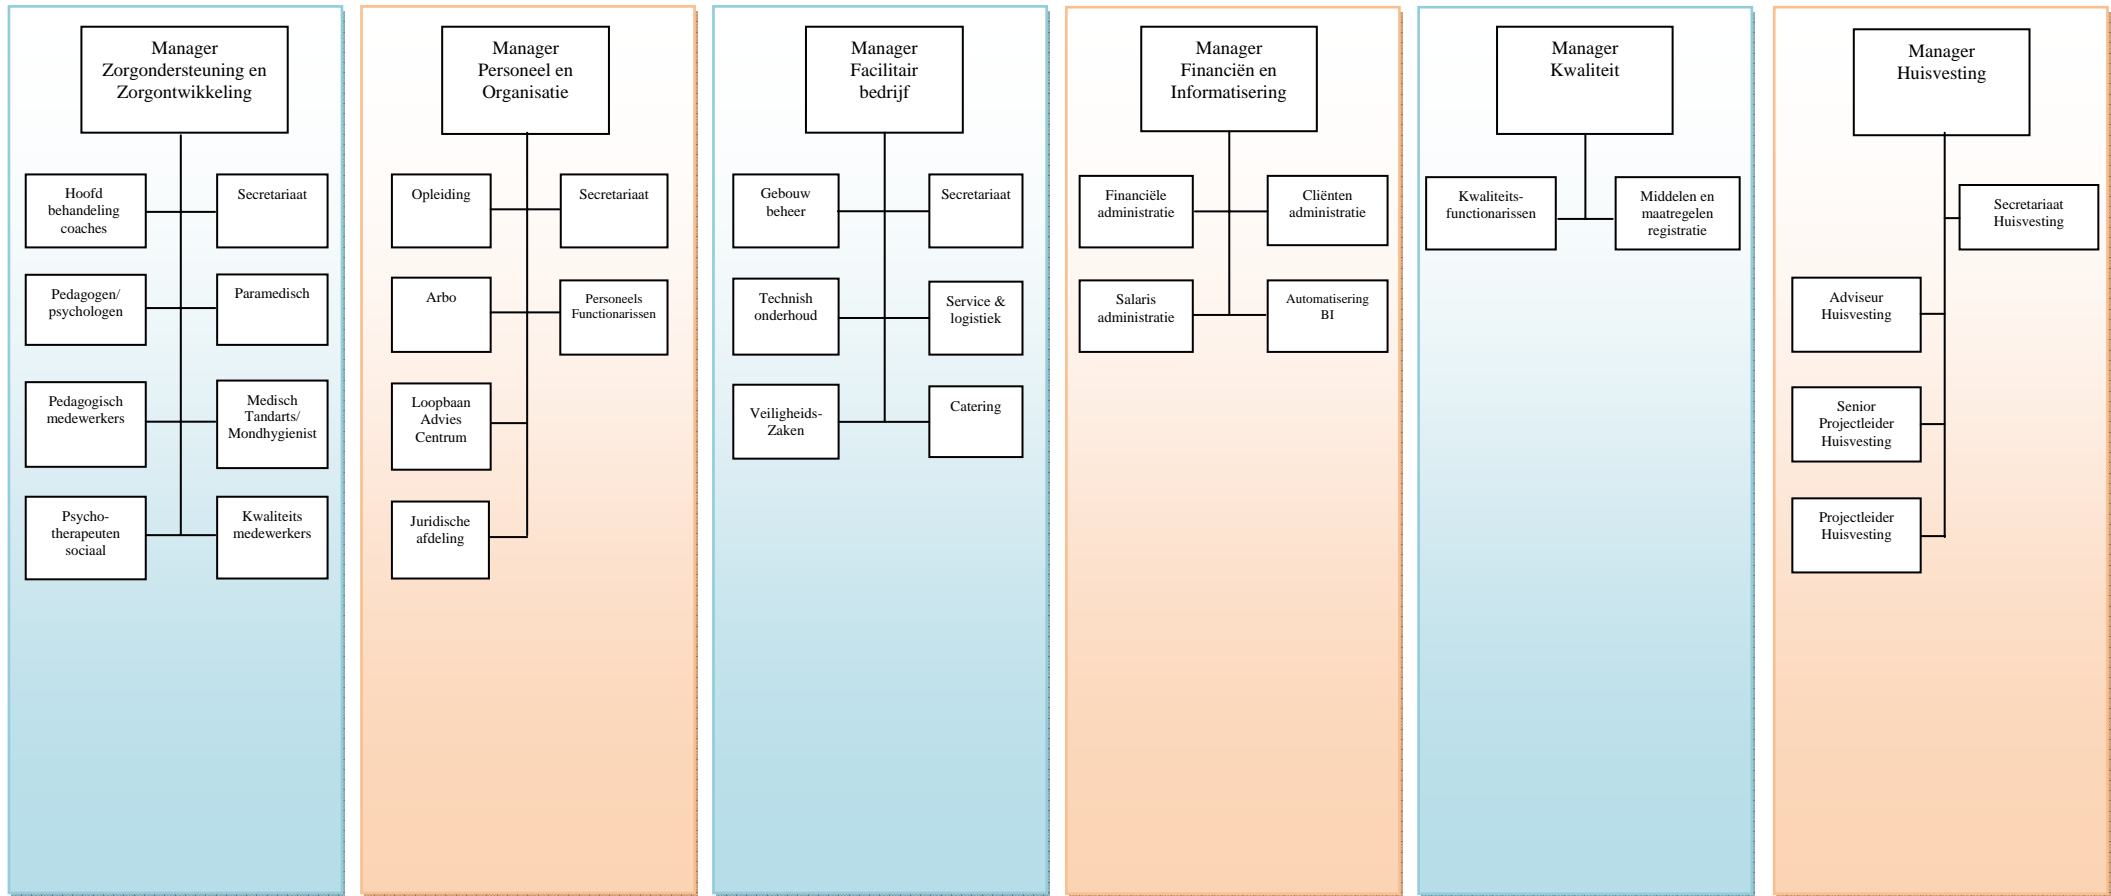 Manager
Zorgondersteuning en
Zorgontwikkeling
Hoofd
behandeling
coaches
Secretariaat
Pedagogen/
psychologen
Paramedisch
Pedagogisch
medewerkers
Medisch
Tandarts/
Mondhygienist
Psycho-
therapeuten
sociaal
Kwaliteits
medewerkers
Manager
Personeel en
Organisatie
Opleiding
Secretariaat
Arbo
Personeels
Functionarissen
Loopbaan
Advies
Centrum
Juridische
afdeling
Manager
Facilitair
bedrijf
Gebouw
beheer
Secretariaat
Technish
onderhoud
Service &
logistiek
Veiligheids-
Zaken
Catering
Manager
Financiën en
Informatisering
Financiële
administratie
Cliënten
administratie
Salaris
administratie
Automatisering
BI
Manager
Kwaliteit
Kwaliteits-
functionarissen
Middelen en
maatregelen
registratie
Manager
Huisvesting
Secretariaat
Huisvesting
Adviseur
Huisvesting
Senior
Projectleider
Huisvesting
Projectleider
Huisvesting